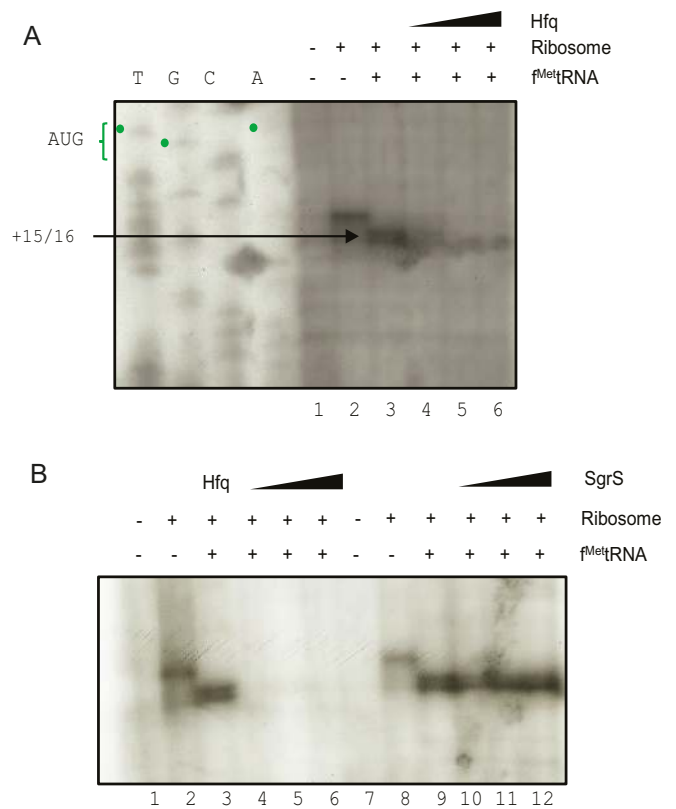 A
Hfq
- + + + + + Ribosome
T G C A - - + + + + fMettRNA
AUG
+15/16
1 2 3 4 5 6
B
Hfq SgrS
- + + + + + - + + + + + Ribosome
- - + + + + - - + + + + fMettRNA
1 2 3 4 5 6 7 8 9 10 11 12